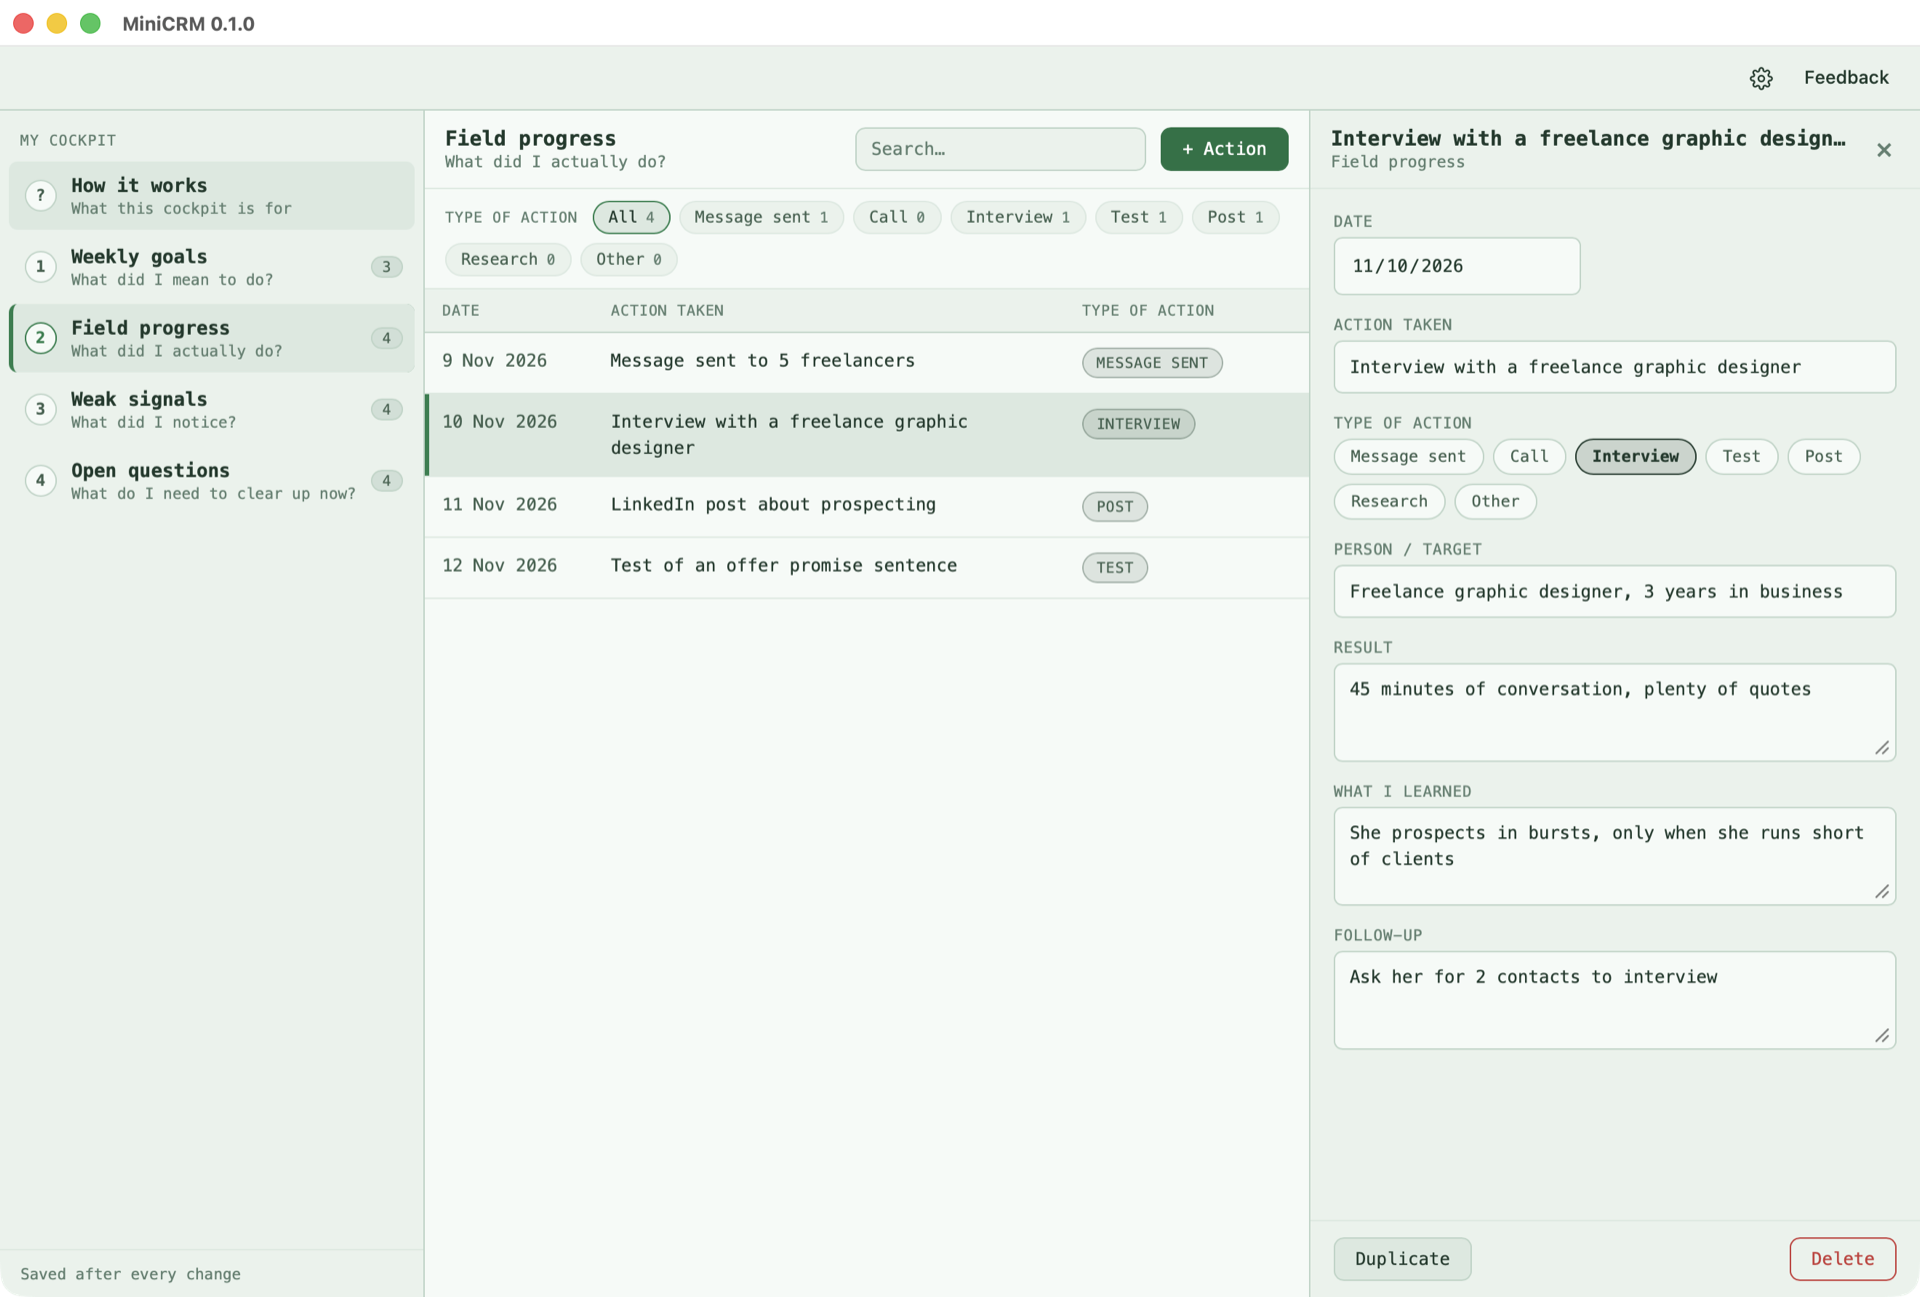 MiniCRM 0.1.0
Feedback
MY COCKPIT
?
How it works
What this cockpit is for
1
Weekly goals
What did I mean to do?
3
2
Field progress
What did I actually do?
4
3
Weak signals
What did I notice?
4
4
Open questions
What do I need to clear up now?
4
Saved after every change
Field progress
What did I actually do?
Search…
+ Action
TYPE OF ACTION
All 4
Message sent 1
Call 0
Interview 1
Test 1
Post 1
Research 0
Other 0
DATE
ACTION TAKEN
TYPE OF ACTION
9 Nov 2026
Message sent to 5 freelancers
MESSAGE SENT
10 Nov 2026
Interview with a freelance graphic
designer
INTERVIEW
11 Nov 2026
LinkedIn post about prospecting
POST
12 Nov 2026
Test of an offer promise sentence
TEST
Interview with a freelance graphic design…
Field progress
×
DATE
11/10/2026
ACTION TAKEN
Interview with a freelance graphic designer
TYPE OF ACTION
Message sent
Call
Interview
Test
Post
Research
Other
PERSON / TARGET
Freelance graphic designer, 3 years in business
RESULT
45 minutes of conversation, plenty of quotes
WHAT I LEARNED
She prospects in bursts, only when she runs short
of clients
FOLLOW-UP
Ask her for 2 contacts to interview
Duplicate
Delete